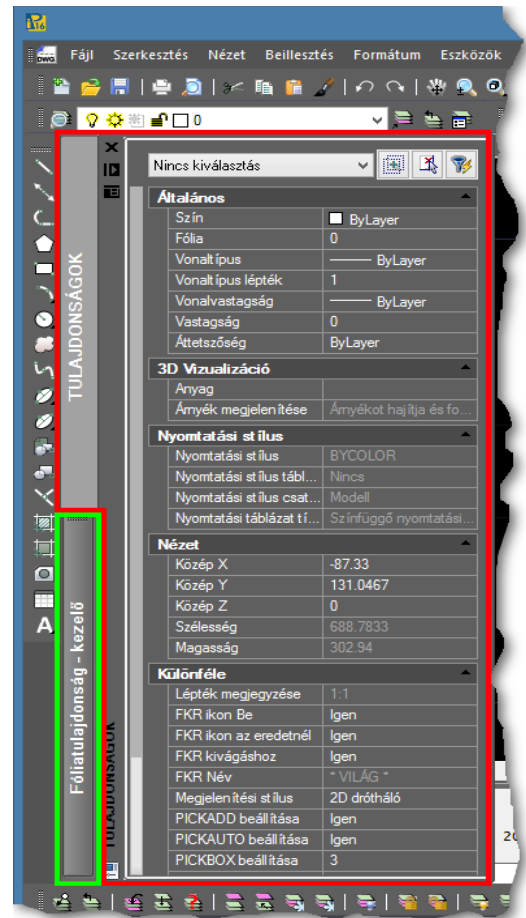 P16
DWG Fájl Szerkesztés Nézet Beillesztés Formátum Eszközök
0
TULAJDONSÁGOK
Fóliatulajdonság - kezelő
TULAJDONSÁGOK
Nincs kiválasztás
Általános
Szín ByLayer
Fólia 0
Vonaltípus ByLayer
Vonaltípus lépték 1
Vonalvastagság ByLayer
Vastagság 0
Áttetszőség ByLayer
3D Vizualizáció
Anyag
Árnyék megjelenítése Árnyékot hajítja és fo...
Nyomtatási stílus
Nyomtatási stílus BYCOLOR
Nyomtatási stílus tábl... Nincs
Nyomtatási stílus csat... Modell
Nyomtatási táblázat tí... Színfüggő nyomtatási...
Nézet
Közép X -87.33
Közép Y 131.0467
Közép Z 0
Szélesség 688.7833
Magasság 302.94
Különféle
Lépték megjegyzése 1:1
FKR ikon Be Igen
FKR ikon az eredetnél Igen
FKR kivágáshoz Igen
FKR Név * VILÁG *
Megjelenítési stílus 2D drótháló
PICKADD beállítása Igen
PICKAUTO beállítása Igen
PICKBOX beállítása 3
A